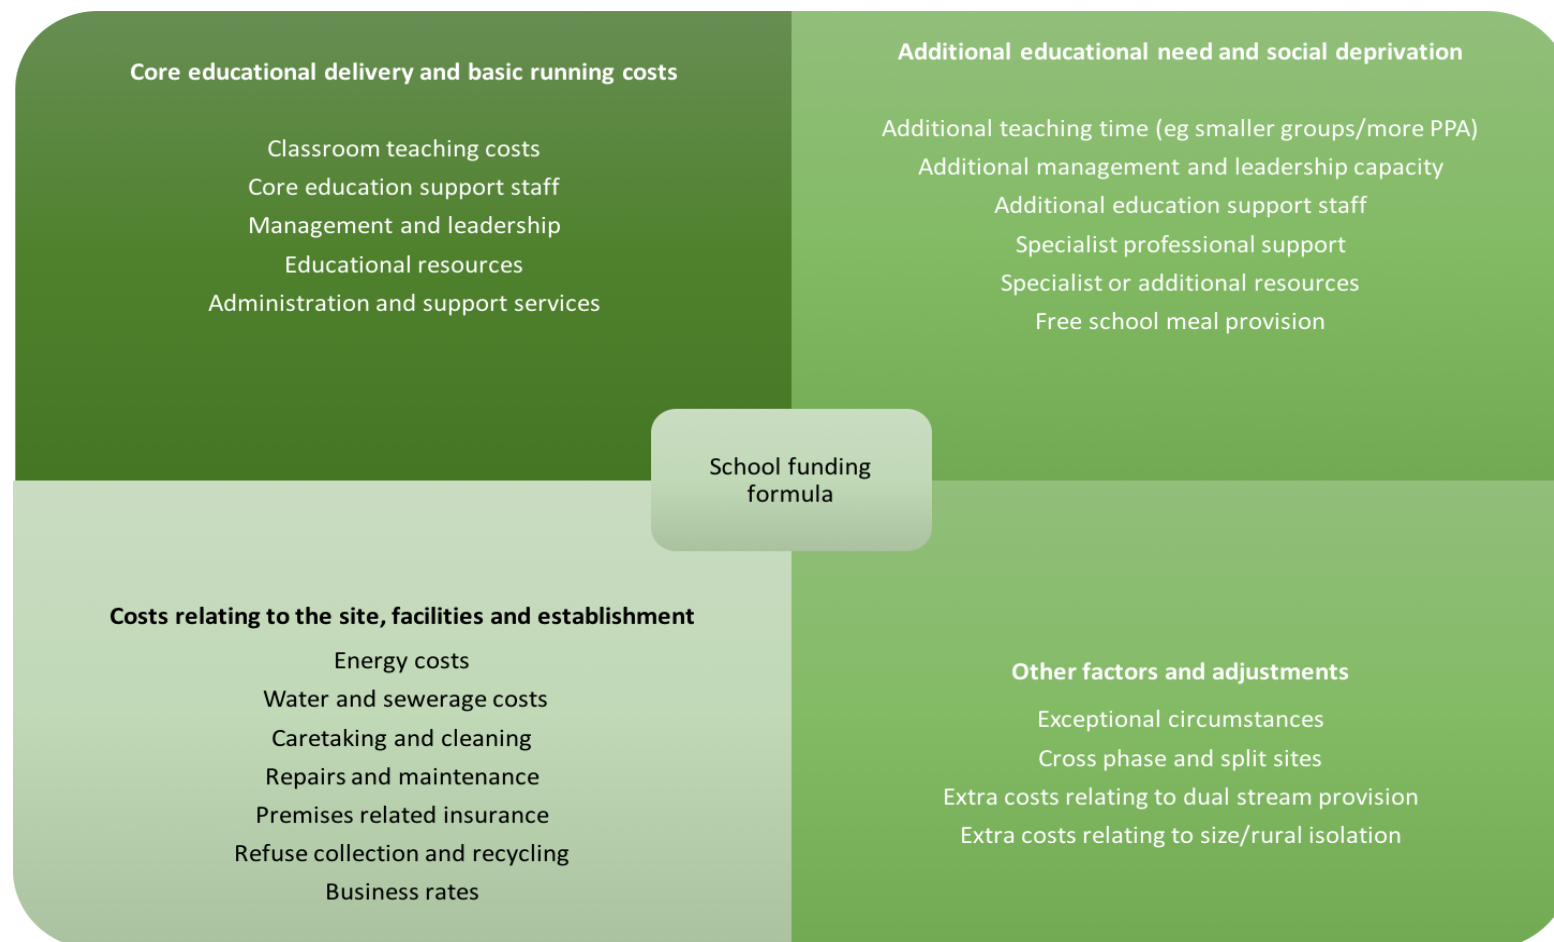 Core educational delivery and basic running costs
Classroom teaching costs
Core education support staff
Management and leadership
Educational resources
Administration and support services
Additional educational need and social deprivation
Additional teaching time (eg smaller groups/more PPA)
Additional management and leadership capacity
Additional education support staff
Specialist professional support
Specialist or additional resources
Free school meal provision
School funding
formula
Costs relating to the site, facilities and establishment
Energy costs
Water and sewerage costs
Caretaking and cleaning
Repairs and maintenance
Premises related insurance
Refuse collection and recycling
Business rates
Other factors and adjustments
Exceptional circumstances
Cross phase and split sites
Extra costs relating to dual stream provision
Extra costs relating to size/rural isolation